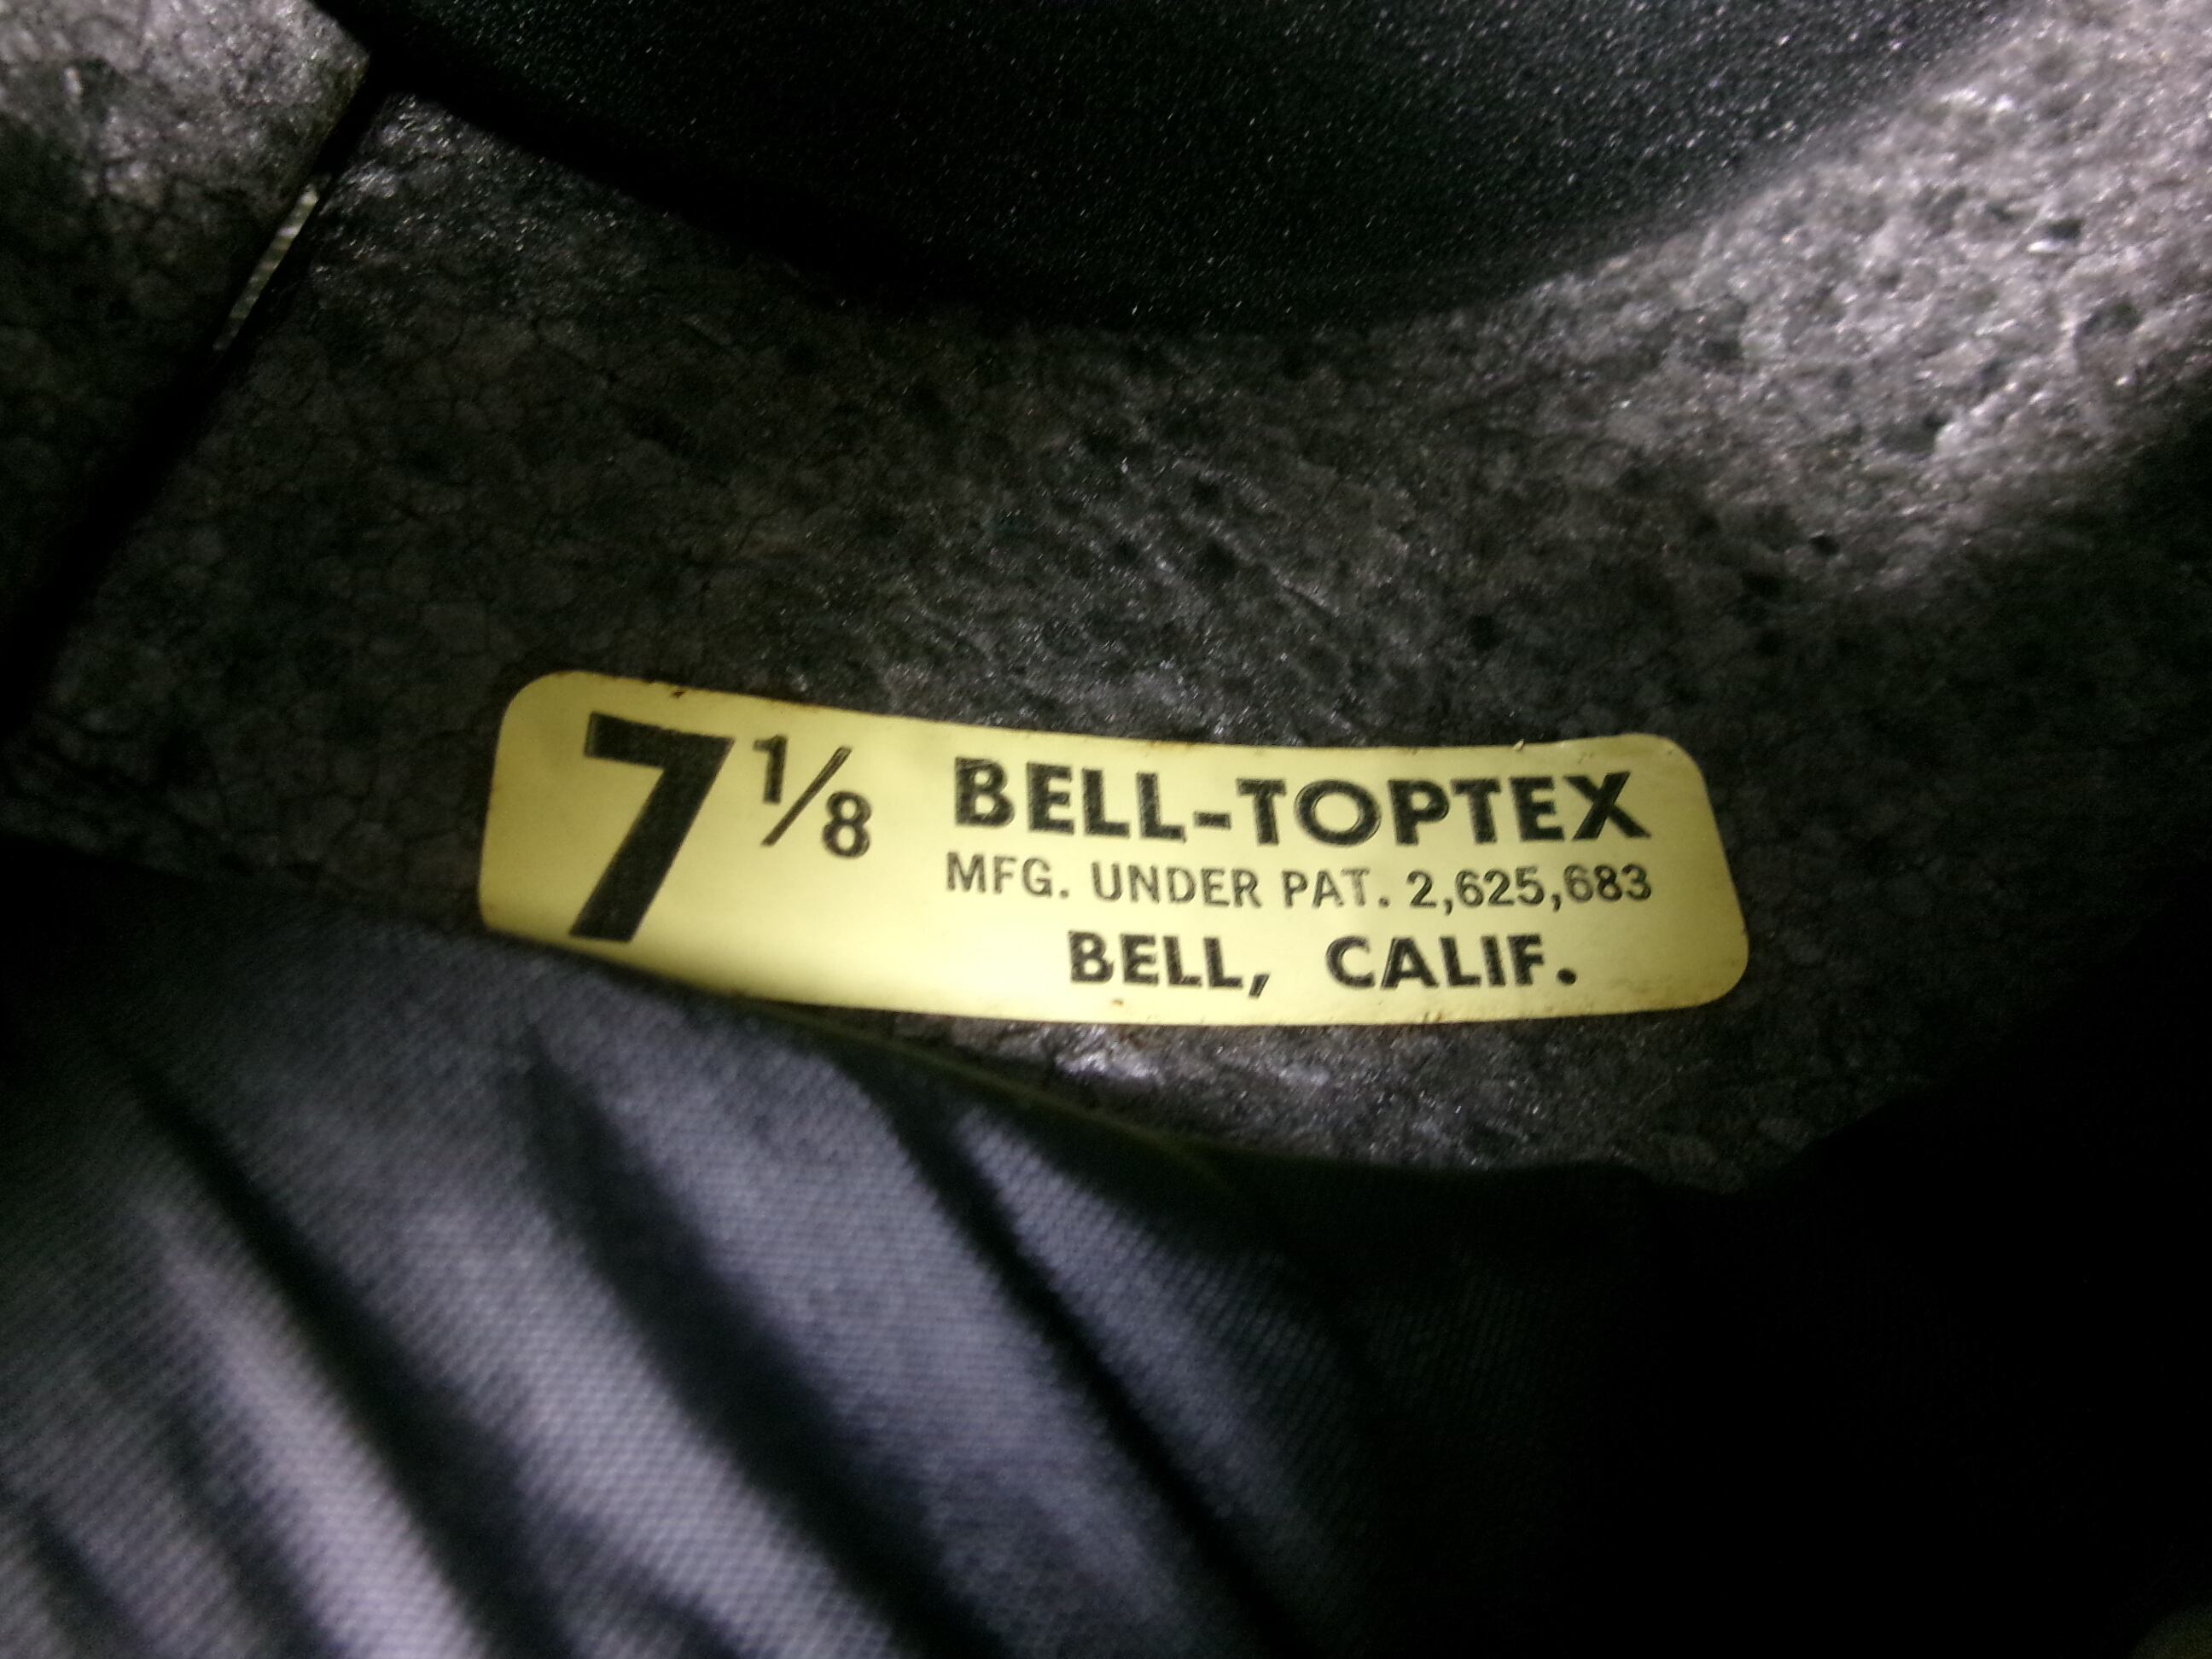 7 1/8
BELL-TOPTEX
MFG. UNDER PAT. 2,625,683
BELL, CALIF.